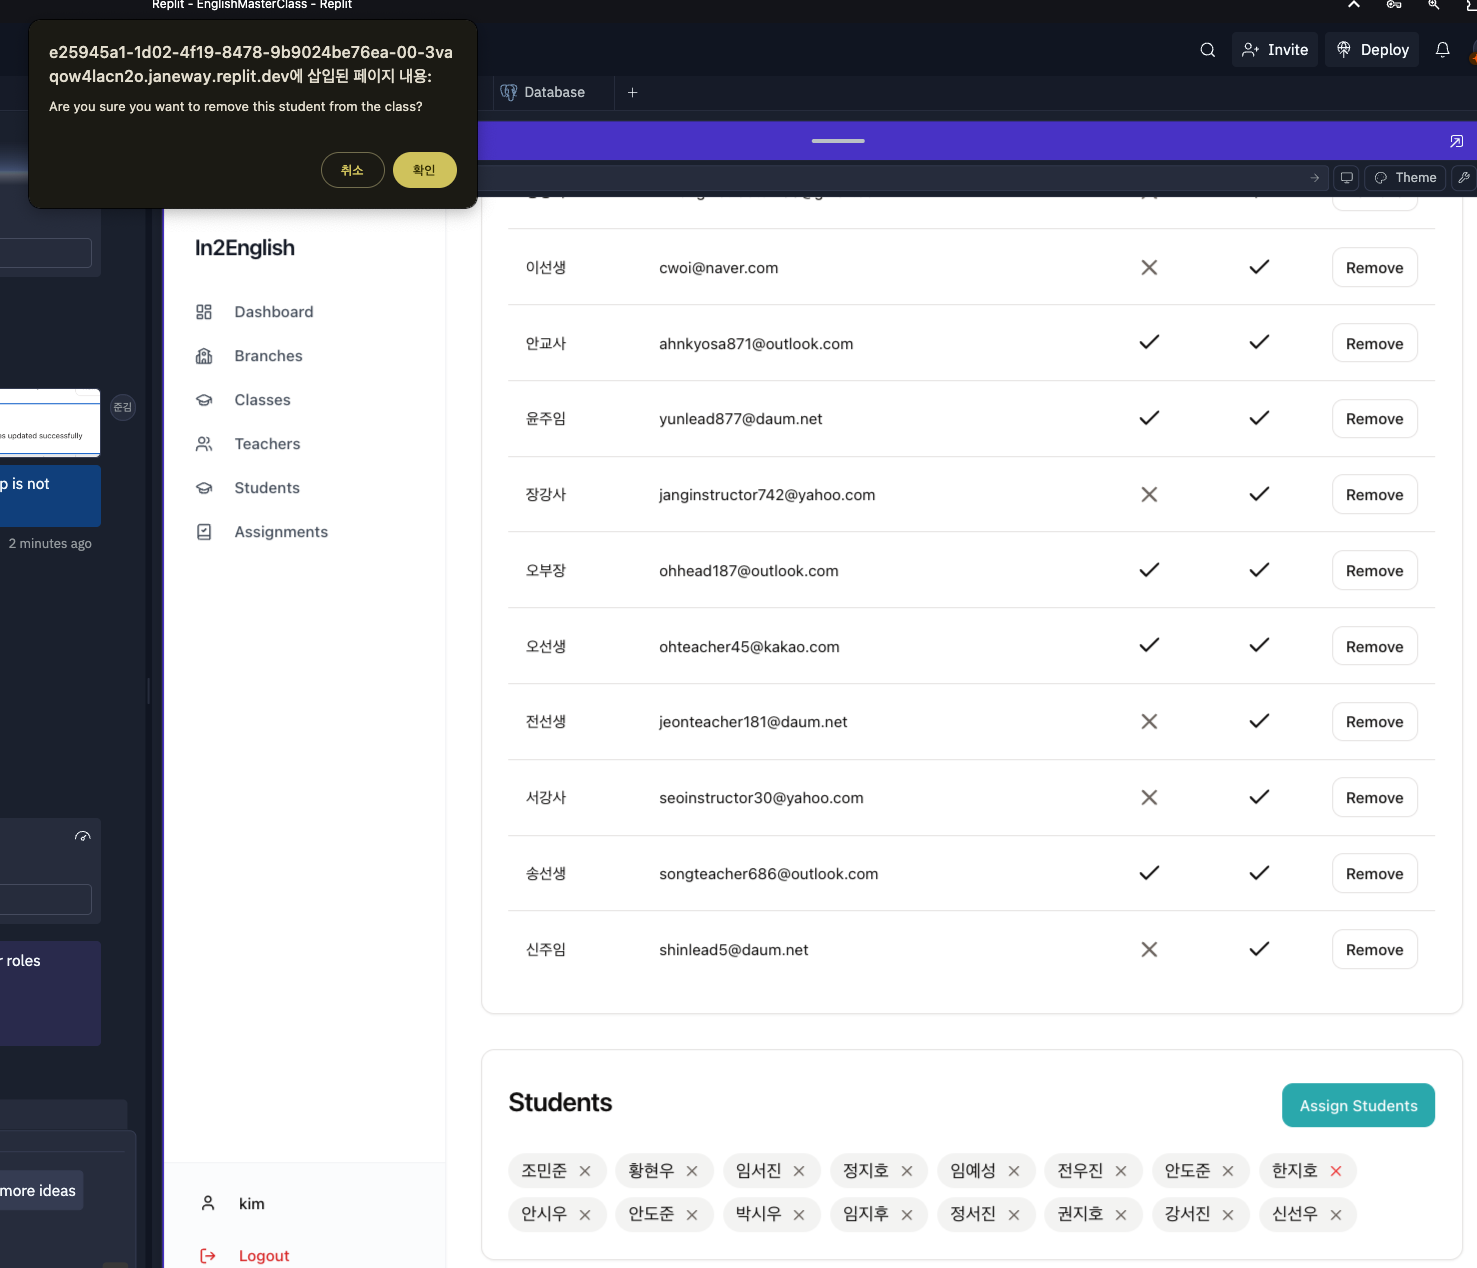 Replit - EnglishMasterClass - Replit
e25945a1-1d02-4f19-8478-9b9024be76ea-00-3va
qow4lacn2o.janeway.replit.dev에 삽입된 페이지 내용:
Are you sure you want to remove this student from the class?
취소
확인
Invite
Deploy
Database
Theme
In2English
Dashboard
Branches
Classes
Teachers
Students
Assignments
준김
s updated successfully
p is not
2 minutes ago
r roles
more ideas
kim
Logout
이선생 cwoi@naver.com Remove
안교사 ahnkyosa871@outlook.com Remove
윤주임 yunlead877@daum.net Remove
장강사 janginstructor742@yahoo.com Remove
오부장 ohhead187@outlook.com Remove
오선생 ohteacher45@kakao.com Remove
전선생 jeonteacher181@daum.net Remove
서강사 seoinstructor30@yahoo.com Remove
송선생 songteacher686@outlook.com Remove
신주임 shinlead5@daum.net Remove
Students
Assign Students
조민준 황현우 임서진 정지호 임예성 전우진 안도준 한지호
안시우 안도준 박시우 임지후 정서진 권지호 강서진 신선우